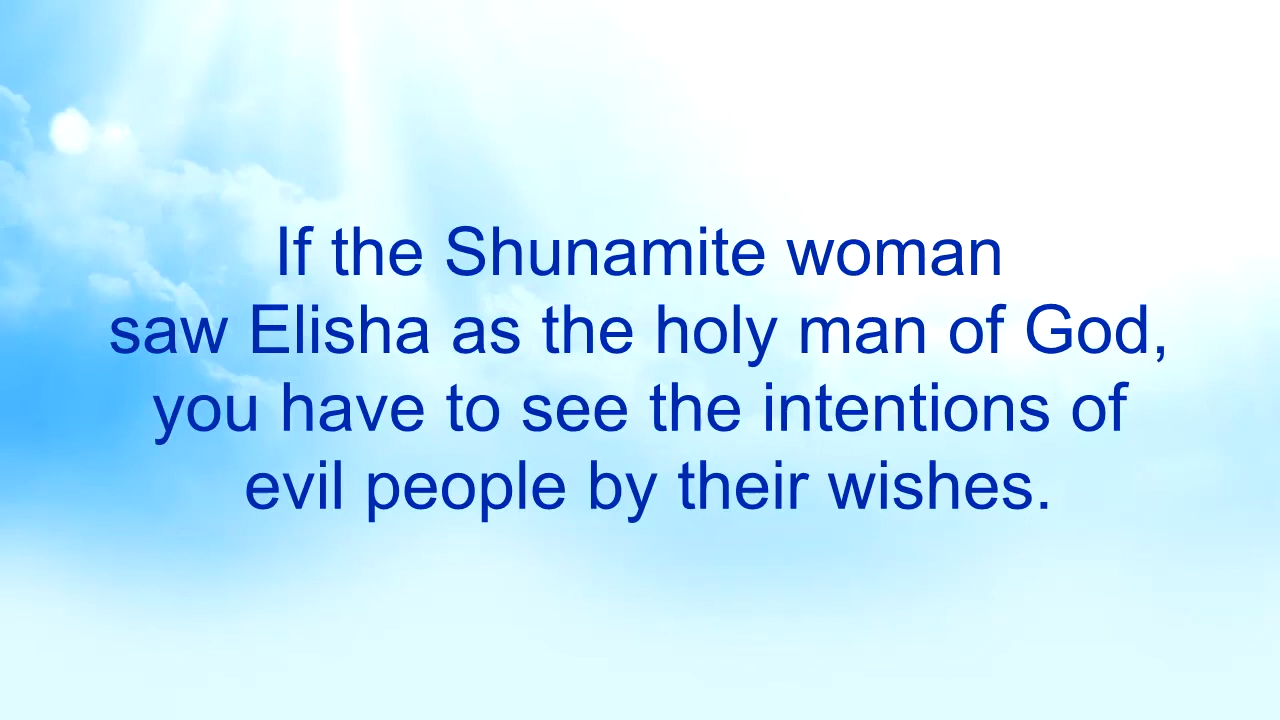 If the Shunamite woman
saw Elisha as the holy man of God,
you have to see the intentions of
evil people by their wishes.